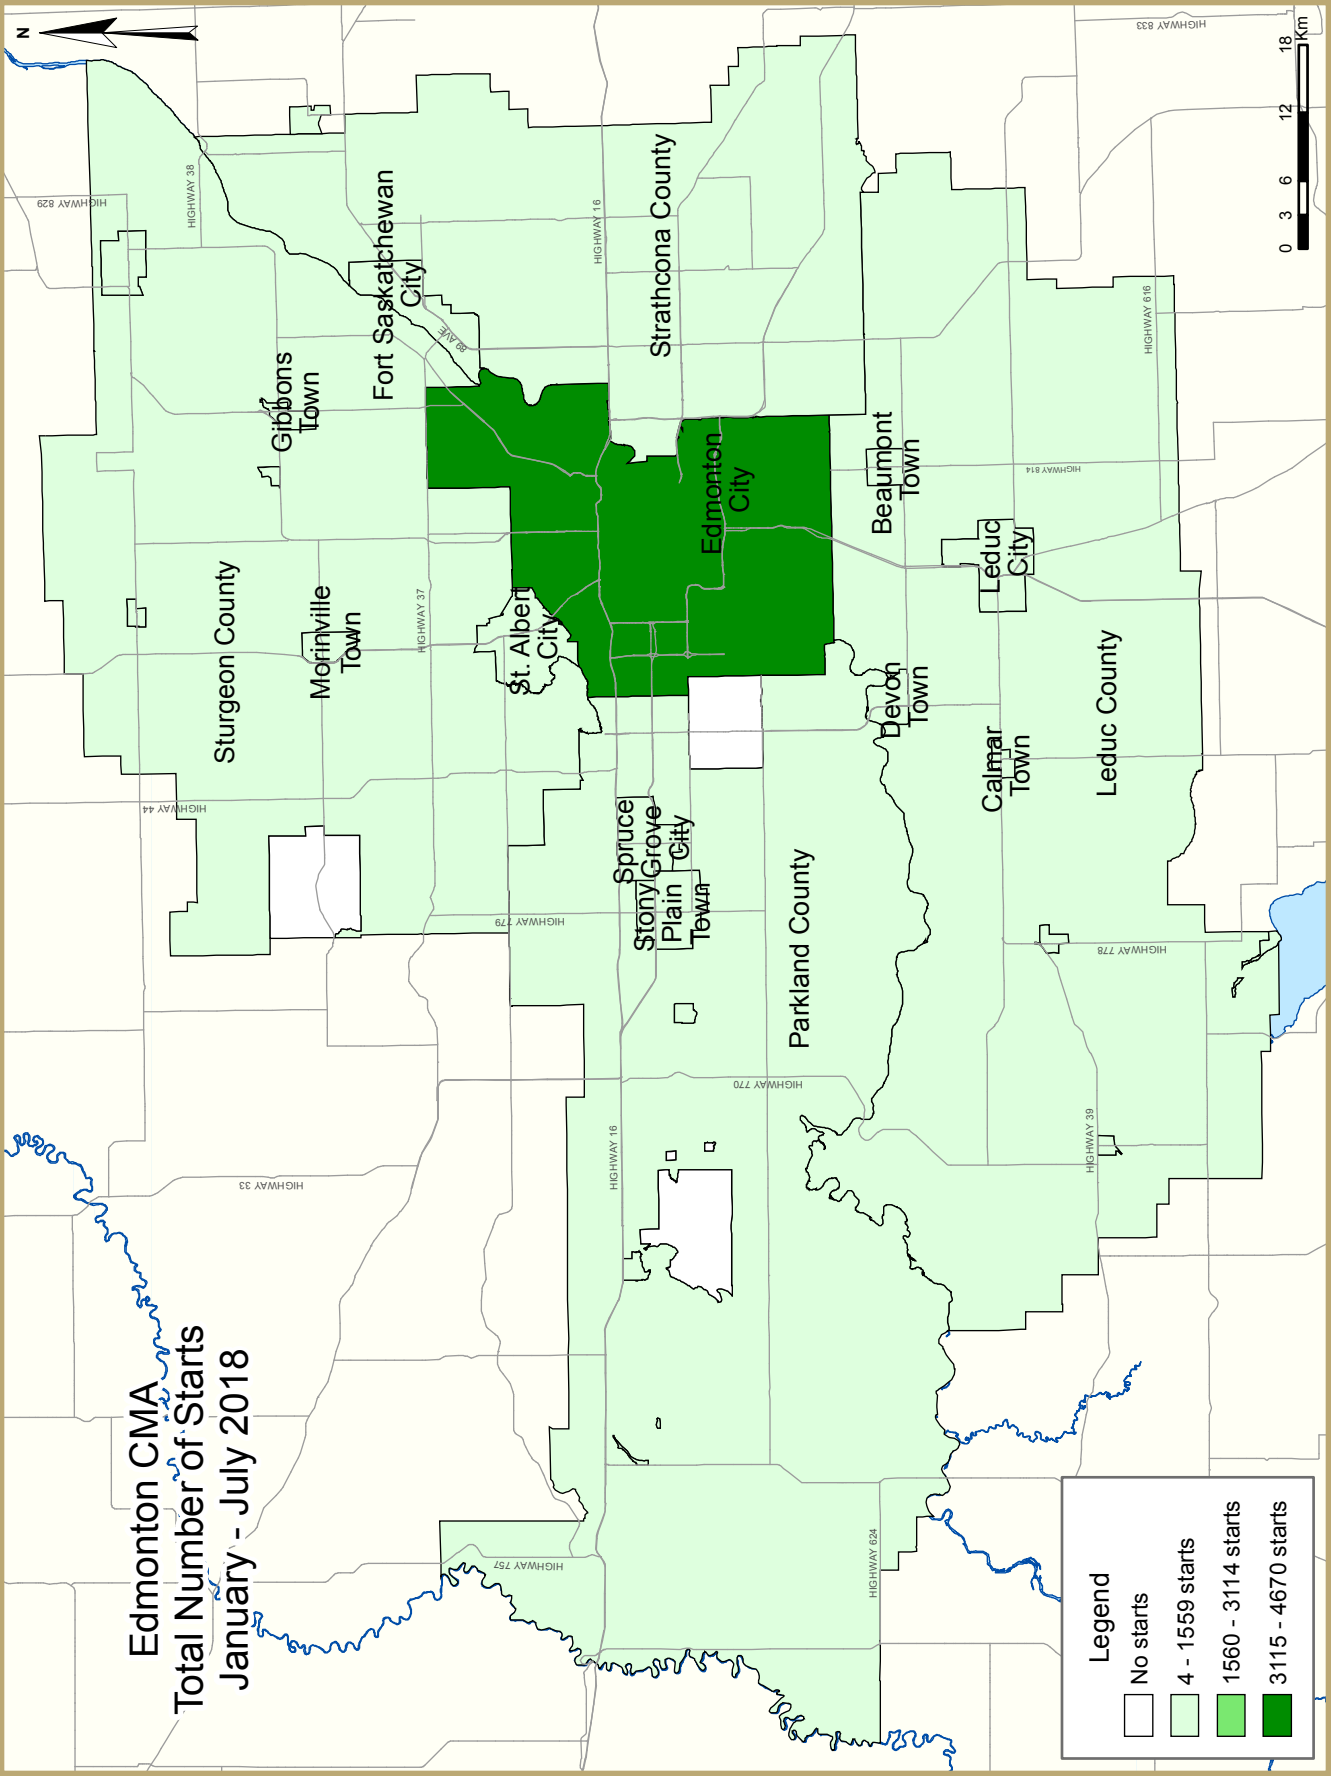 Edmonton CMA
Total Number of Starts
January - July 2018
N
HIGHWAY 829
HIGHWAY 38
HIGHWAY 833
Gibbons
Town
Fort Saskatchewan
City
89 AVE
HIGHWAY 16
Strathcona County
HIGHWAY 616
Sturgeon County
Morinville
Town
HIGHWAY 37
St. Albert
City
Edmonton
City
Beaumont
Town
HIGHWAY 814
Leduc
City
HIGHWAY 44
HIGHWAY 779
Spruce
Grove
City
Stony
Plain
Town
Parkland County
Devon
Town
Calmar
Town
Leduc County
HIGHWAY 778
HIGHWAY 770
HIGHWAY 16
HIGHWAY 39
HIGHWAY 33
HIGHWAY 757
HIGHWAY 624
0 3 6 12 18
Km
Legend
No starts
4 - 1559 starts
1560 - 3114 starts
3115 - 4670 starts